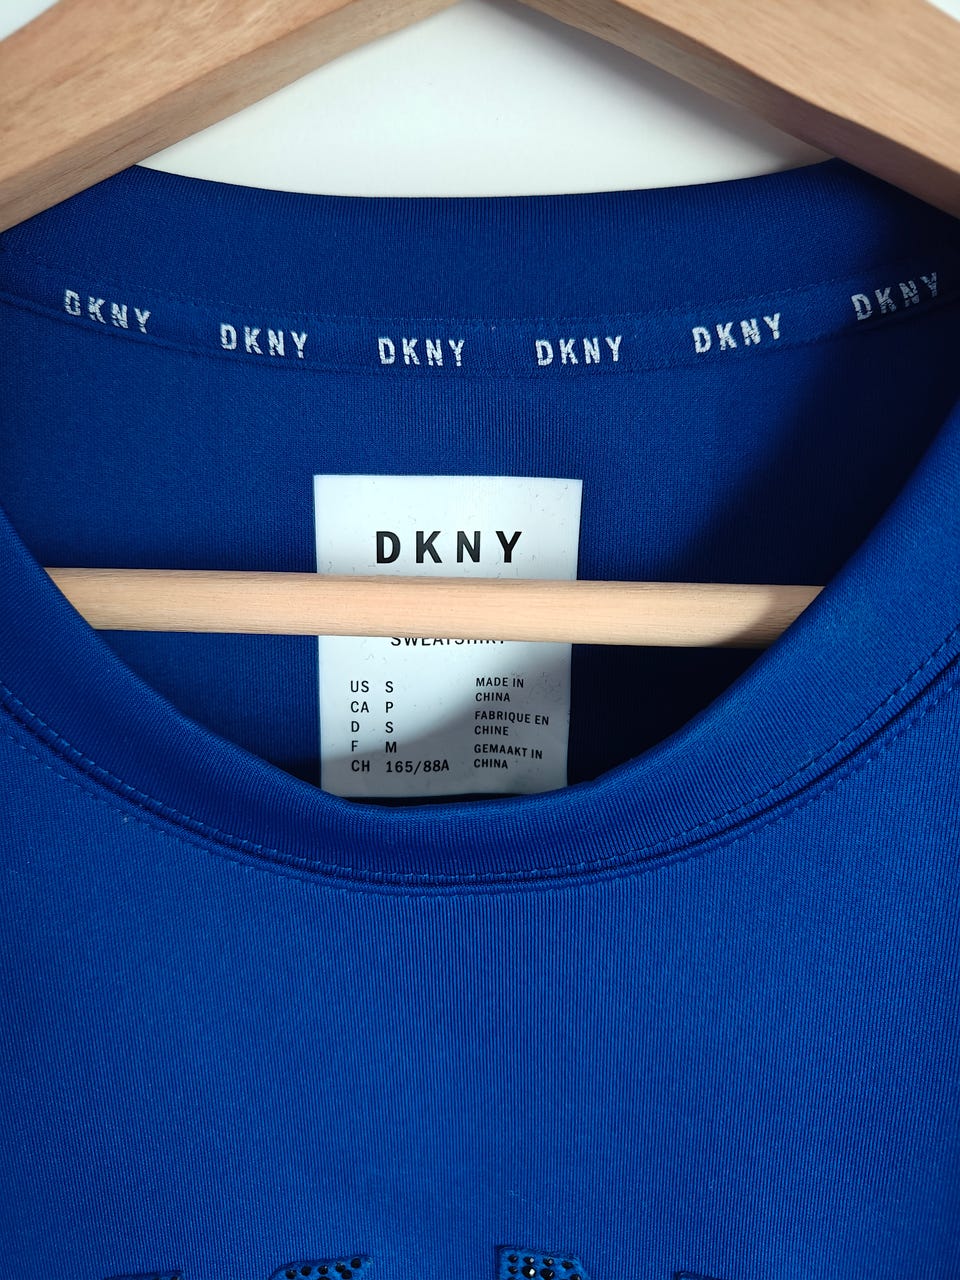 DKNY DKNY DKNY DKNY DKNY DKNY
DKNY
SWEATSHIRT
US S
CA P
D S
F M
CH 165/88A
MADE IN
CHINA
FABRIQUE EN
CHINE
GEMAAKT IN
CHINA